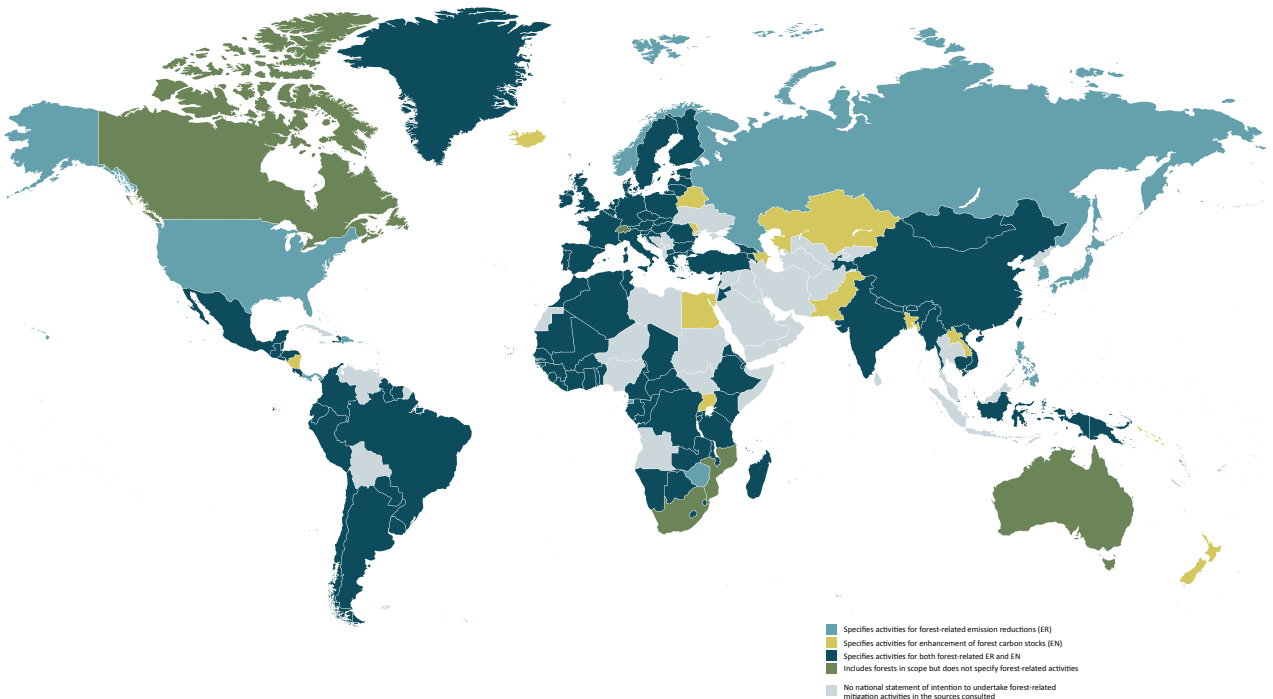 Specifies activities for forest-related emission reductions (ER)
Specifies activities for enhancement of forest carbon stocks (EN)
Specifies activities for both forest-related ER and EN
Includes forests in scope but does not specify forest-related activities
No national statement of intention to undertake forest-related
mitigation activities in the sources consulted